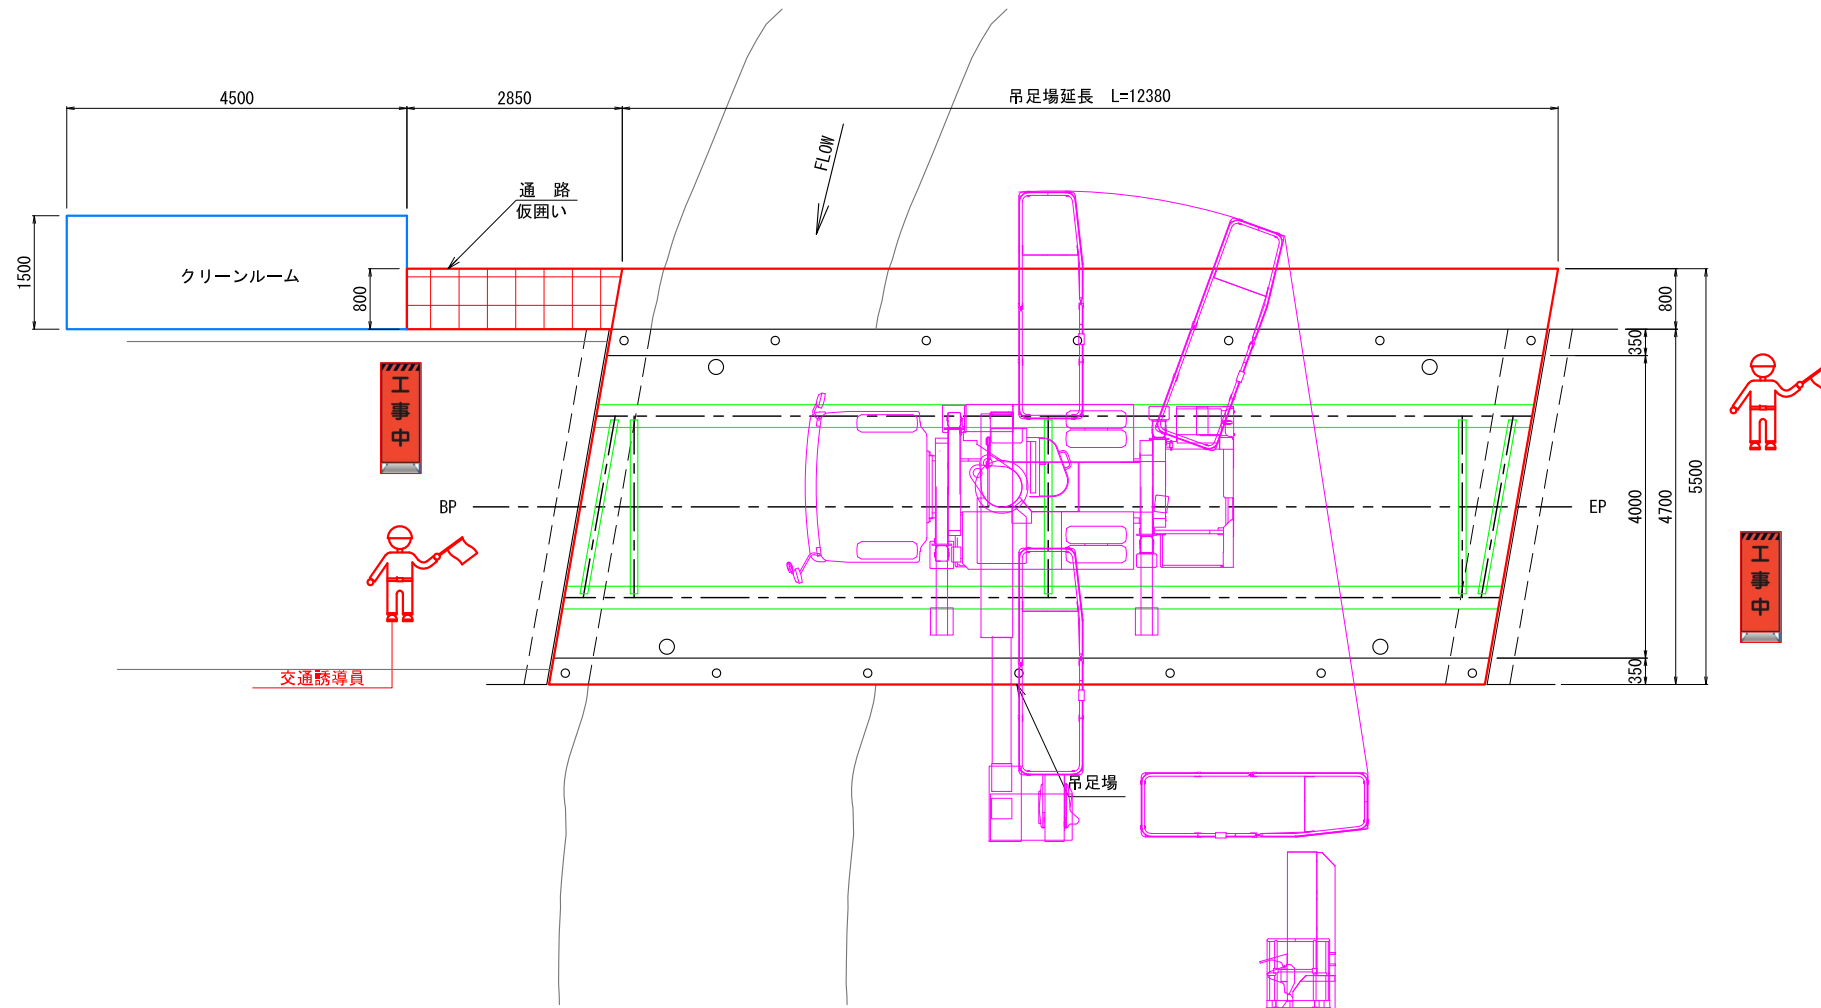 4500
2850
吊足場延長 L=12380
FLOW
通 路
仮囲い
1500
クリーンルーム
800
800
350
工事中
BP
EP
4000
4700
5500
工事中
350
交通誘導員
吊足場